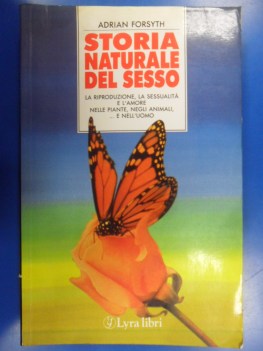 ADRIAN FORSYTH
STORIA
NATURALE
DEL SESSO
LA RIPRODUZIONE, LA SESSUALITÀ
E L'AMORE
NELLE PIANTE, NEGLI ANIMALI,
... E NELL'UOMO
Lyra libri